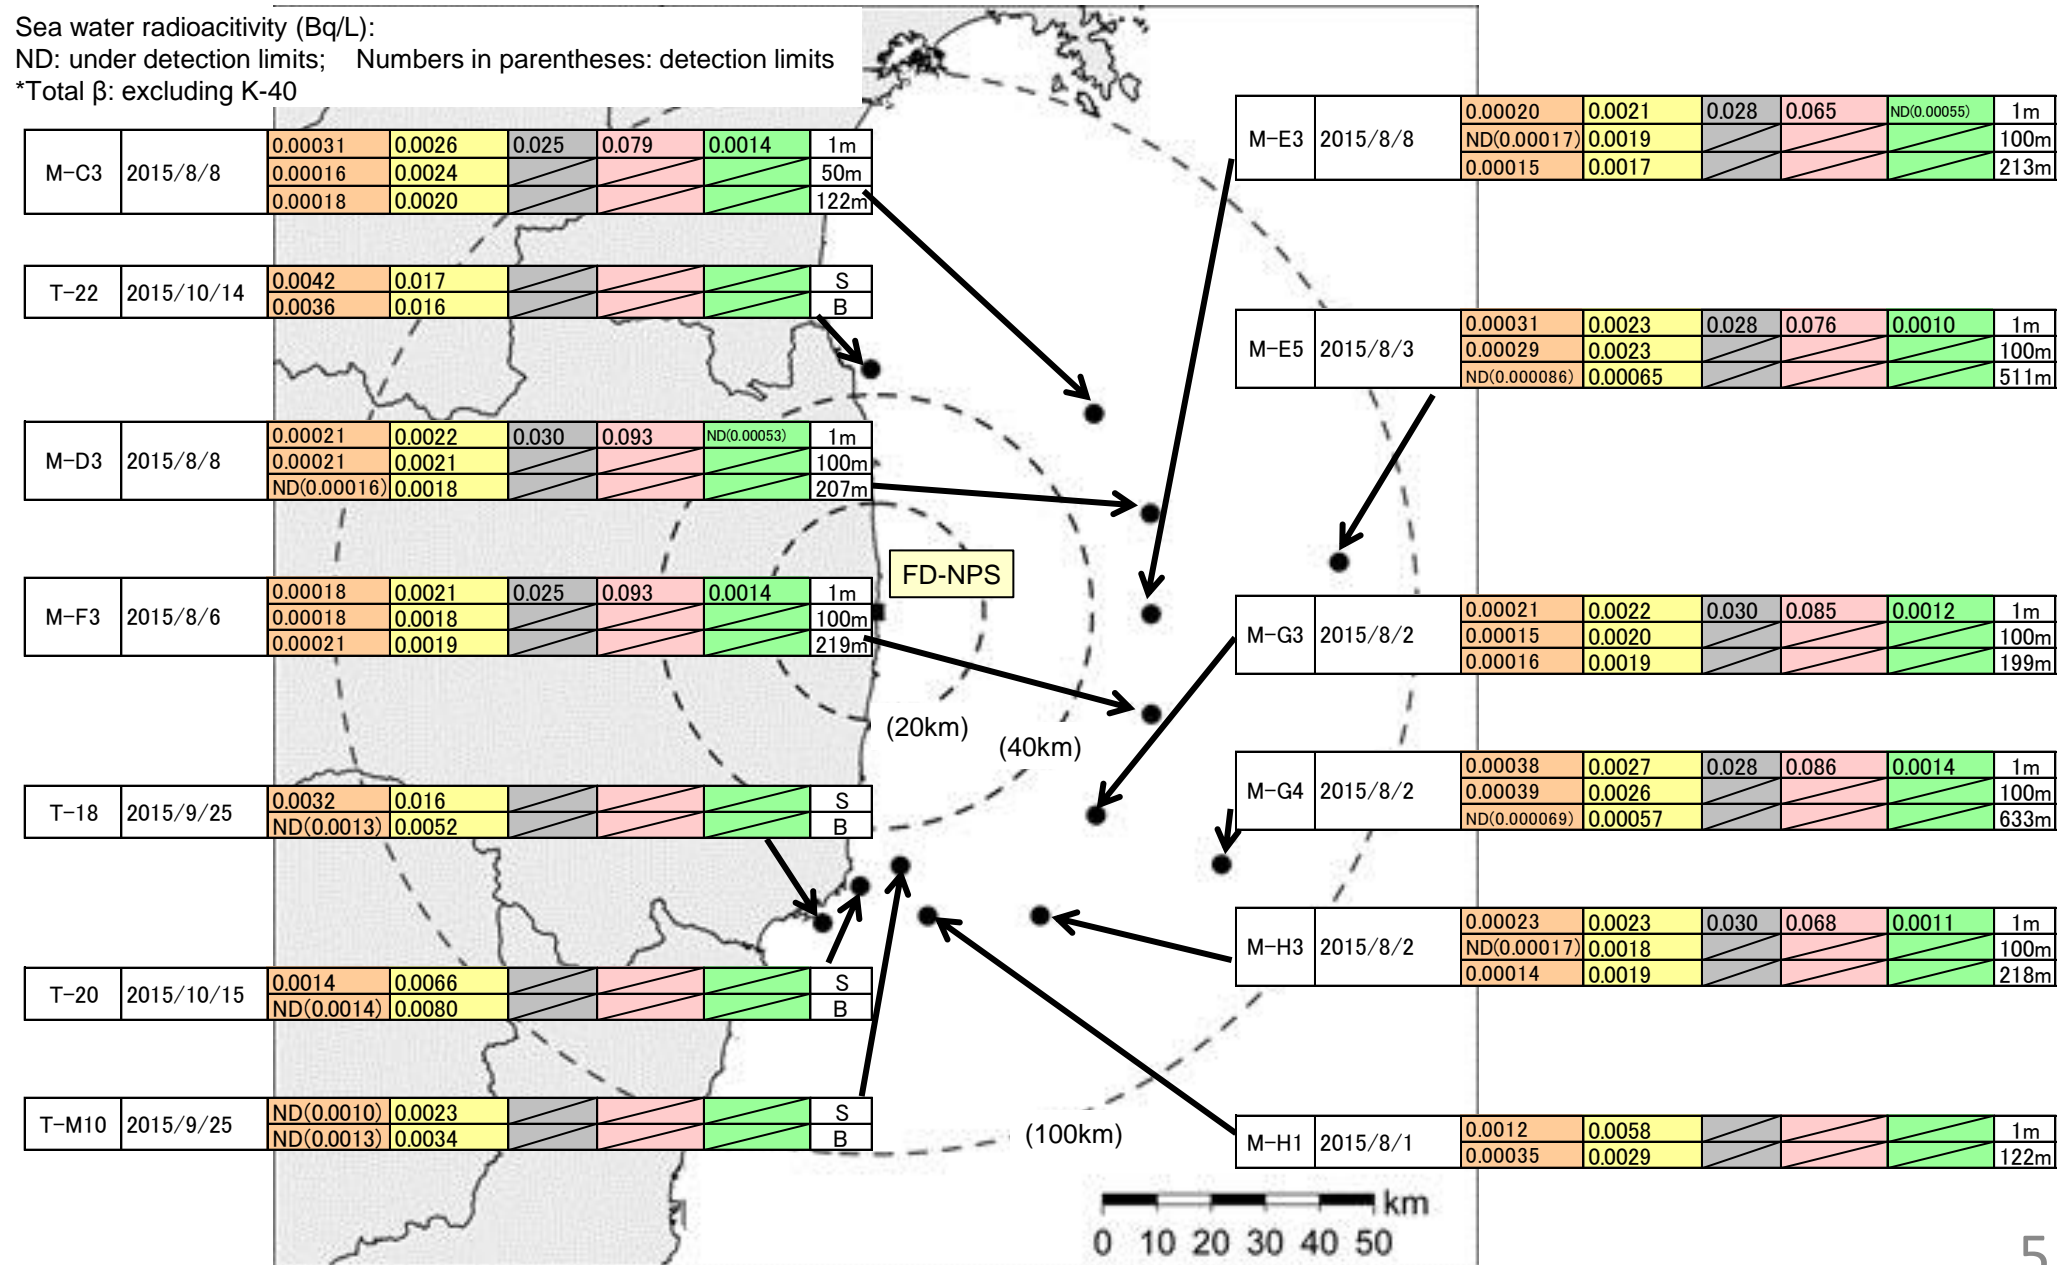 Sea water radioacitivity (Bq/L):
ND: under detection limits; Numbers in parentheses: detection limits
*Total β: excluding K-40
M-C3 2015/8/8 0.00031 0.0026 0.025 0.079 0.0014 1m
0.00016 0.0024 50m
0.00018 0.0020 122m
T-22 2015/10/14 0.0042 0.017 S
0.0036 0.016 B
M-D3 2015/8/8 0.00021 0.0022 0.030 0.093 ND(0.00053) 1m
0.00021 0.0021 100m
ND(0.00016) 0.0018 207m
M-F3 2015/8/6 0.00018 0.0021 0.025 0.093 0.0014 1m
0.00018 0.0018 100m
0.00021 0.0019 219m
T-18 2015/9/25 0.0032 0.016 S
ND(0.0013) 0.0052 B
T-20 2015/10/15 0.0014 0.0066 S
ND(0.0014) 0.0080 B
T-M10 2015/9/25 ND(0.0010) 0.0023 S
ND(0.0013) 0.0034 B
FD-NPS
(20km)
(40km)
(100km)
M-E3 2015/8/8 0.00020 0.0021 0.028 0.065 ND(0.00055) 1m
ND(0.00017) 0.0019 100m
0.00015 0.0017 213m
M-E5 2015/8/3 0.00031 0.0023 0.028 0.076 0.0010 1m
0.00029 0.0023 100m
ND(0.000086) 0.00065 511m
M-G3 2015/8/2 0.00021 0.0022 0.030 0.085 0.0012 1m
0.00015 0.0020 100m
0.00016 0.0019 199m
M-G4 2015/8/2 0.00038 0.0027 0.028 0.086 0.0014 1m
0.00039 0.0026 100m
ND(0.000069) 0.00057 633m
M-H3 2015/8/2 0.00023 0.0023 0.030 0.068 0.0011 1m
ND(0.00017) 0.0018 100m
0.00014 0.0019 218m
M-H1 2015/8/1 0.0012 0.0058 1m
0.00035 0.0029 122m
km
0 10 20 30 40 50
5